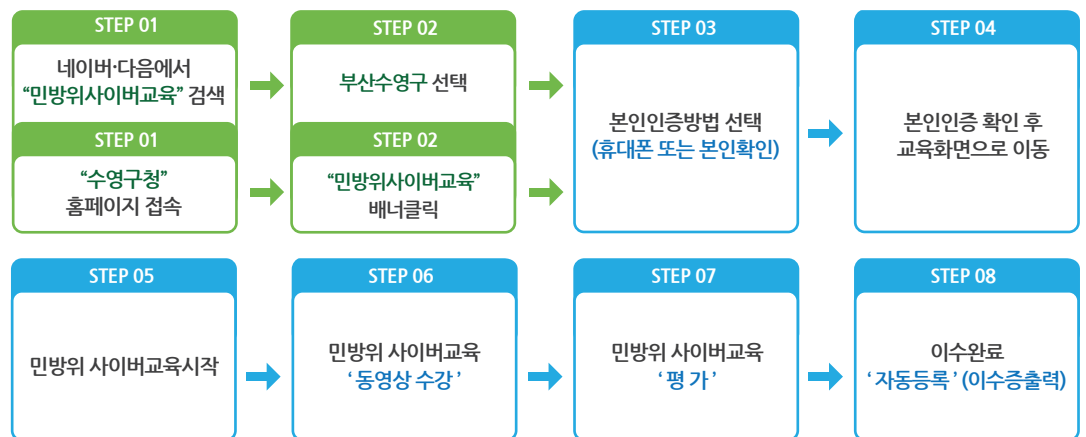 STEP 01
네이버·다음에서
“민방위사이버교육” 검색
STEP 02
부산수영구 선택
STEP 01
“수영구청”
홈페이지 접속
STEP 02
“민방위사이버교육”
배너클릭
STEP 03
본인인증방법 선택
(휴대폰 또는 본인확인)
STEP 04
본인인증 확인 후
교육화면으로 이동
STEP 05
민방위 사이버교육시작
STEP 06
민방위 사이버교육
‘ 동영상 수강 ’
STEP 07
민방위 사이버교육
‘ 평 가 ’
STEP 08
이수완료
‘ 자동등록 ’ (이수증출력)